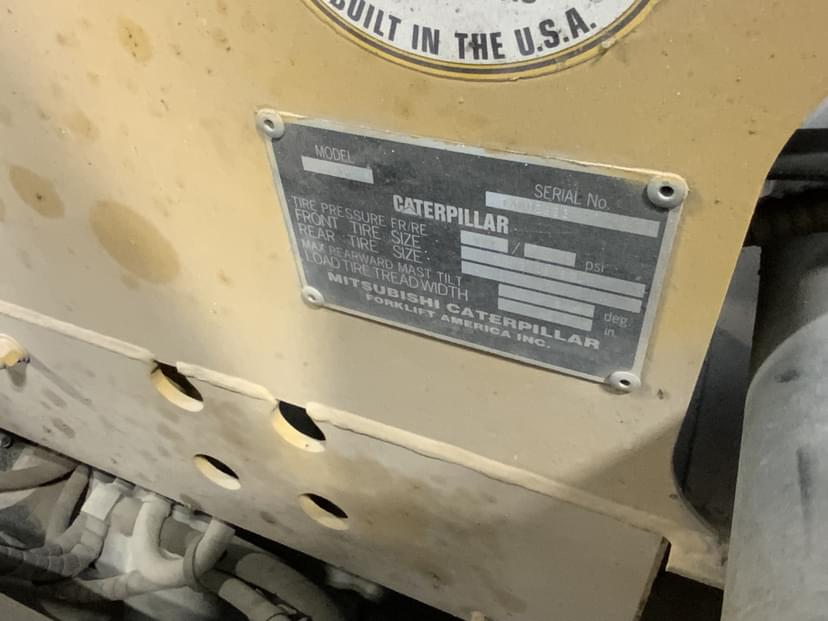 BUILT IN THE U.S.A.
MODEL
SERIAL No.
CATERPILLAR
TIRE PRESSURE FR/RE / psi
FRONT TIRE SIZE
REAR TIRE SIZE
MAX REARWARD MAST TILT deg.
LOAD TIRE TREAD WIDTH in.
MITSUBISHI CATERPILLAR
FORKLIFT AMERICA INC.